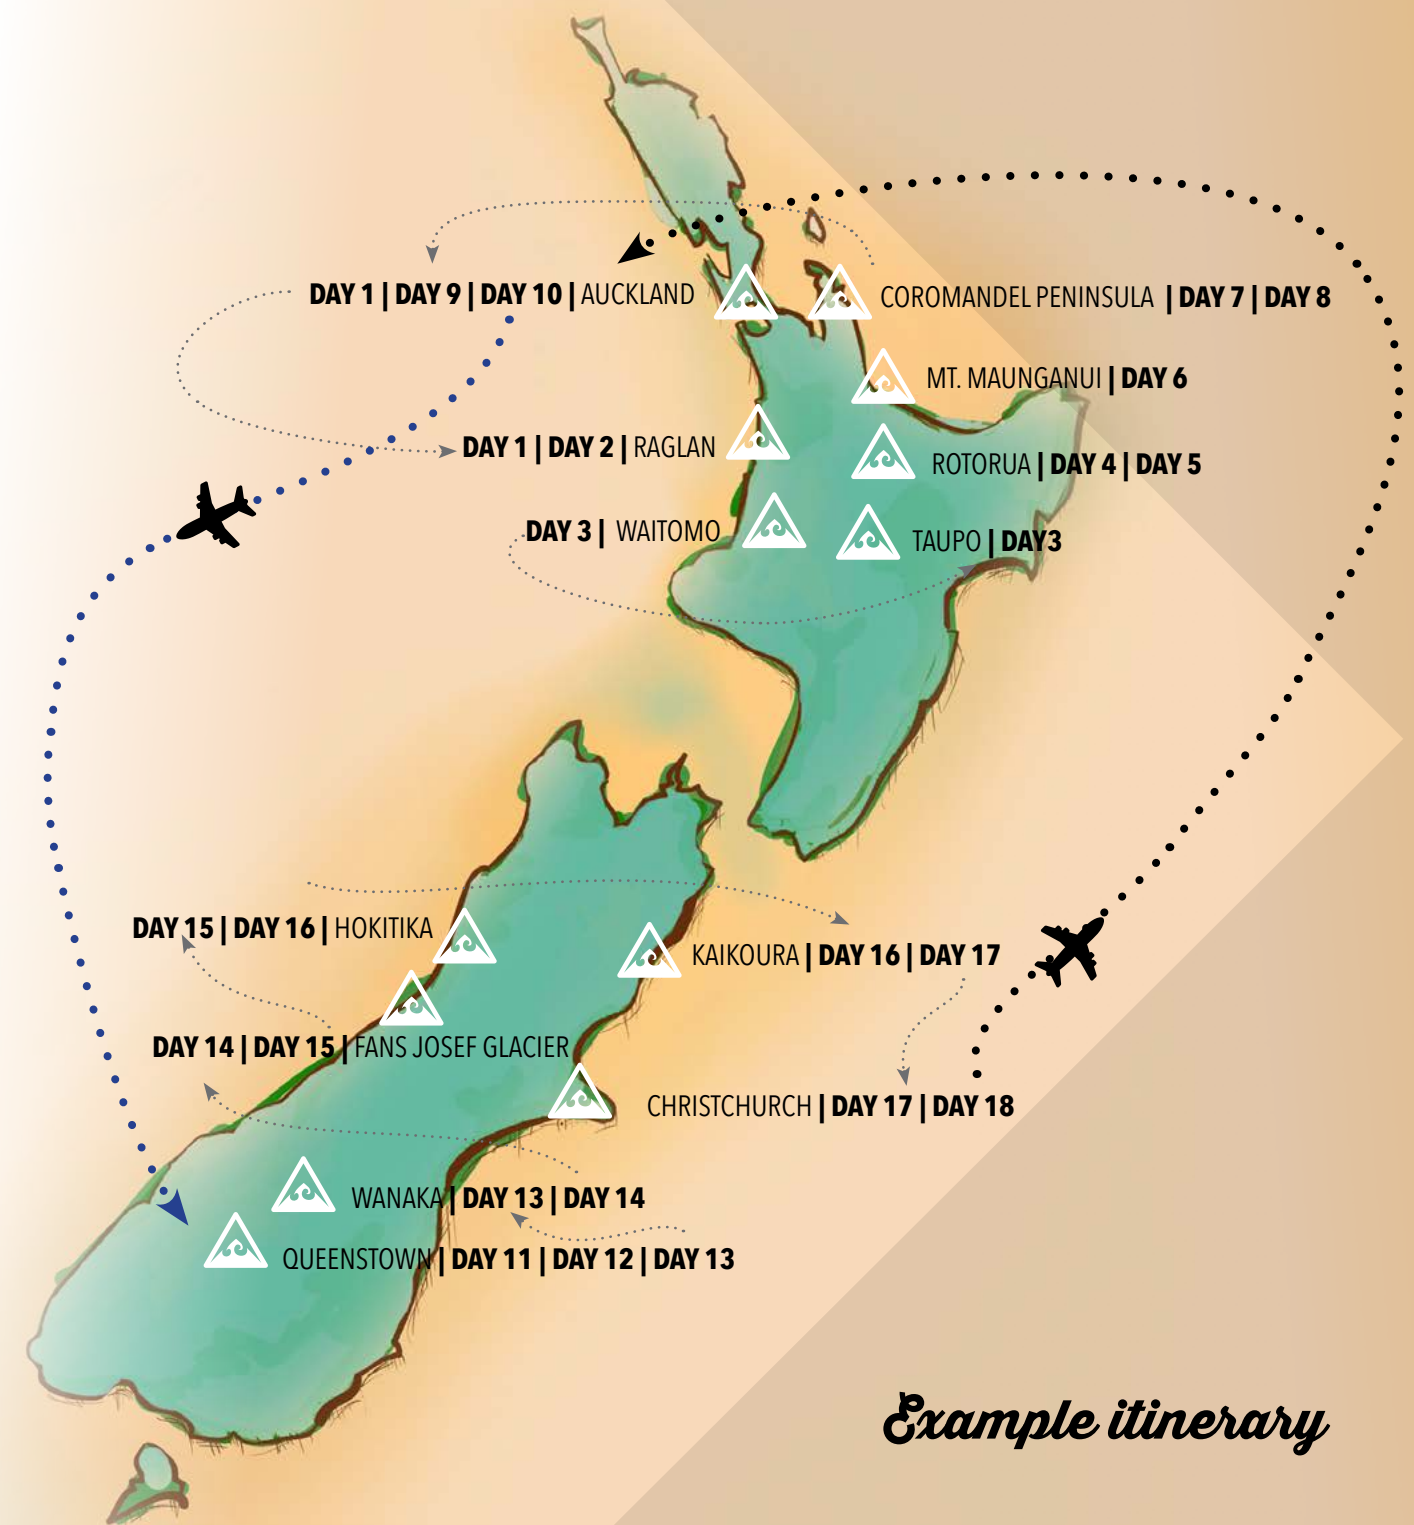 DAY 1 | DAY 9 | DAY 10 | AUCKLAND
COROMANDEL PENINSULA | DAY 7 | DAY 8
MT. MAUNGANUI | DAY 6
DAY 1 | DAY 2 | RAGLAN
ROTORUA | DAY 4 | DAY 5
DAY 3 | WAITOMO
TAUPO | DAY3
DAY 15 | DAY 16 | HOKITIKA
KAIKOURA | DAY 16 | DAY 17
DAY 14 | DAY 15 | FANS JOSEF GLACIER
CHRISTCHURCH | DAY 17 | DAY 18
WANAKA | DAY 13 | DAY 14
QUEENSTOWN | DAY 11 | DAY 12 | DAY 13
Example itinerary